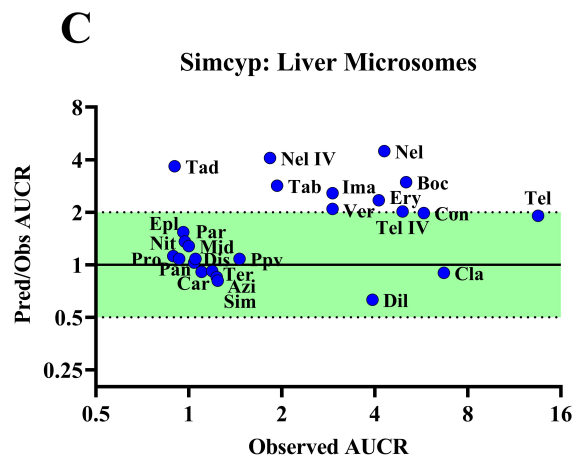 C
Simcyp: Liver Microsomes
Pred/Obs AUCR
8
4
2
1
0.5
0.25
Tad
Nel IV
Nel
Tab
Ima
Boc
Ver
Ery
Tel IV
Con
Tel
Epl
Par
Nit
Mid
Pro
Dis
Ppv
Pan
Car
Ter
Azi
Sim
Cla
Dil
0.5 1 2 4 8 16
Observed AUCR